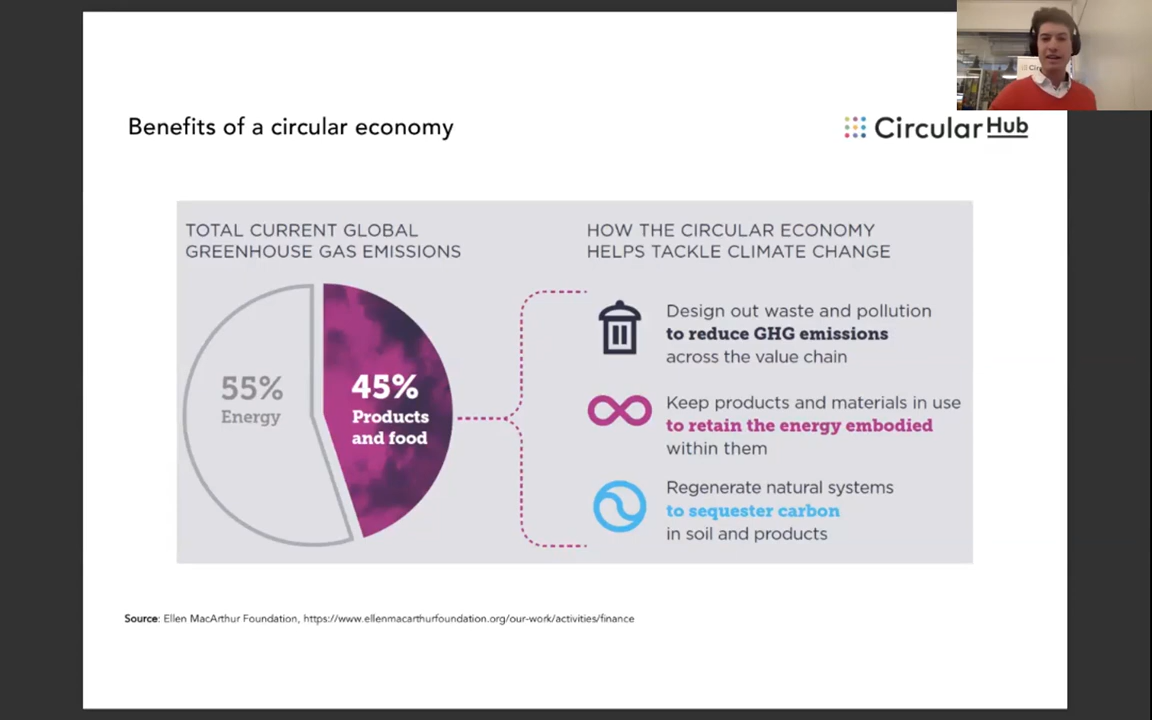 Benefits of a circular economy
Circular Hub
TOTAL CURRENT GLOBAL
GREENHOUSE GAS EMISSIONS
55%
Energy
45%
Products
and food
HOW THE CIRCULAR ECONOMY
HELPS TACKLE CLIMATE CHANGE
Design out waste and pollution
to reduce GHG emissions
across the value chain
Keep products and materials in use
to retain the energy embodied
within them
Regenerate natural systems
to sequester carbon
in soil and products
Source: Ellen MacArthur Foundation, https://www.ellenmacarthurfoundation.org/our-work/activities/finance